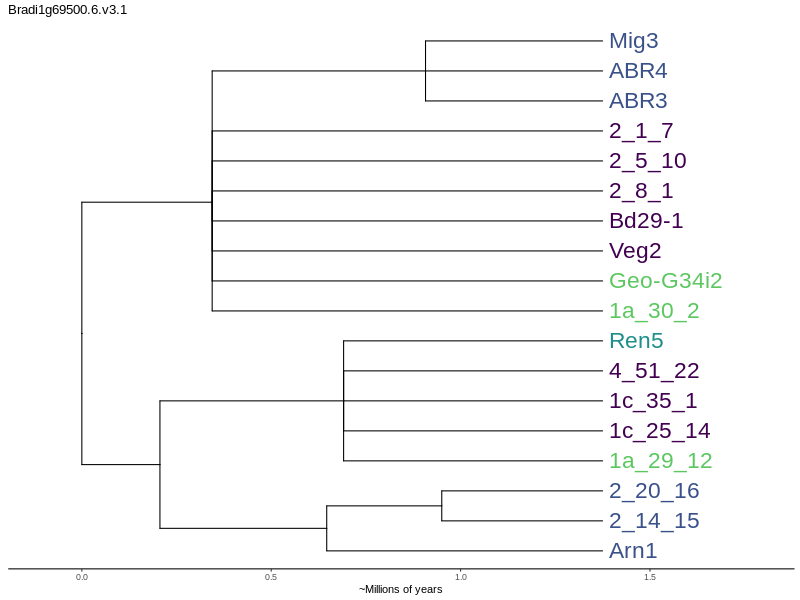 Bradi1g69500.6.v3.1
Mig3
ABR4
ABR3
2_1_7
2_5_10
2_8_1
Bd29-1
Veg2
Geo-G34i2
1a_30_2
Ren5
4_51_22
1c_35_1
1c_25_14
1a_29_12
2_20_16
2_14_15
Arn1
0.0 0.5 1.0 1.5
~Millions of years